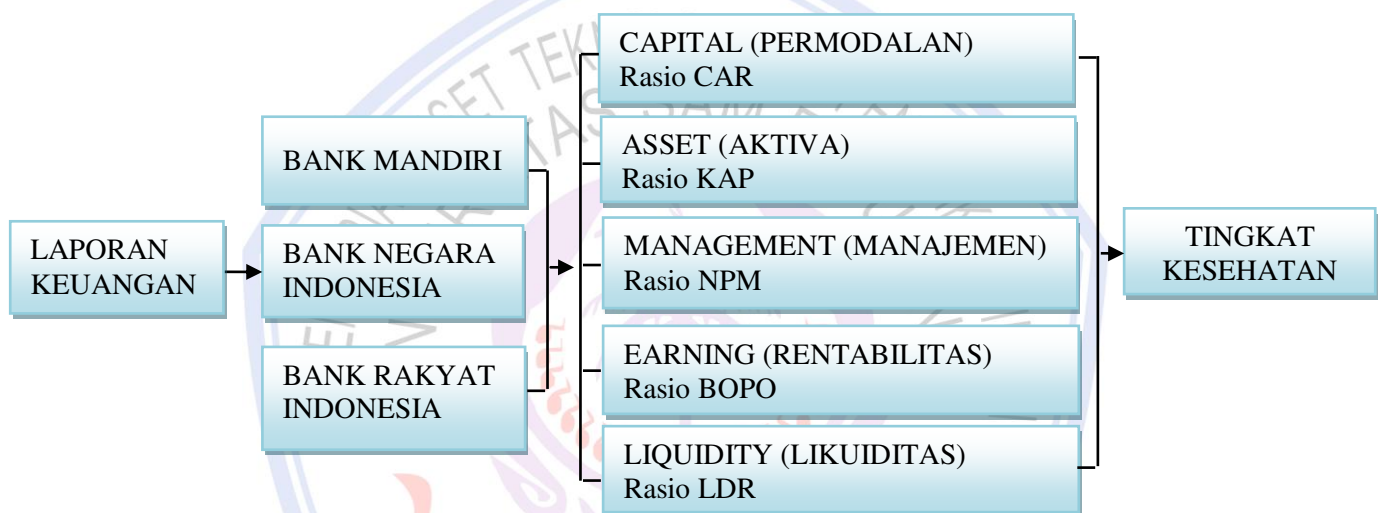 LAPORAN
KEUANGAN
BANK MANDIRI
BANK NEGARA
INDONESIA
BANK RAKYAT
INDONESIA
CAPITAL (PERMODALAN)
Rasio CAR
ASSET (AKTIVA)
Rasio KAP
MANAGEMENT (MANAJEMEN)
Rasio NPM
EARNING (RENTABILITAS)
Rasio BOPO
LIQUIDITY (LIKUIDITAS)
Rasio LDR
TINGKAT
KESEHATAN